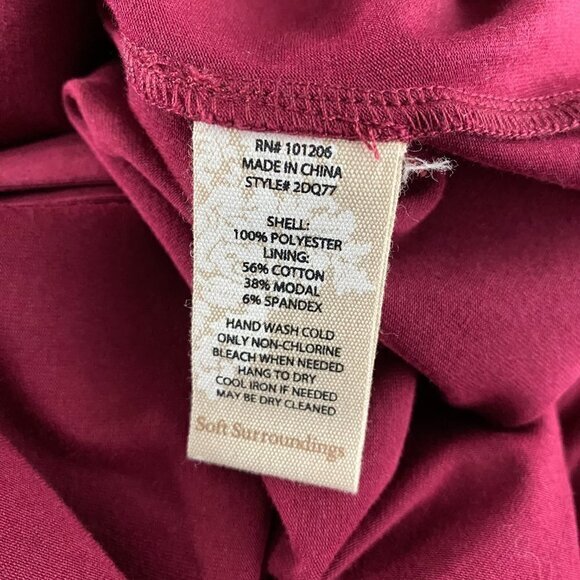 RN# 101206
MADE IN CHINA
STYLE# 2DQ77
SHELL:
100% POLYESTER
LINING:
56% COTTON
38% MODAL
6% SPANDEX
HAND WASH COLD
ONLY NON-CHLORINE
BLEACH WHEN NEEDED
HANG TO DRY
COOL IRON IF NEEDED
MAY BE DRY CLEANED
Soft Surroundings